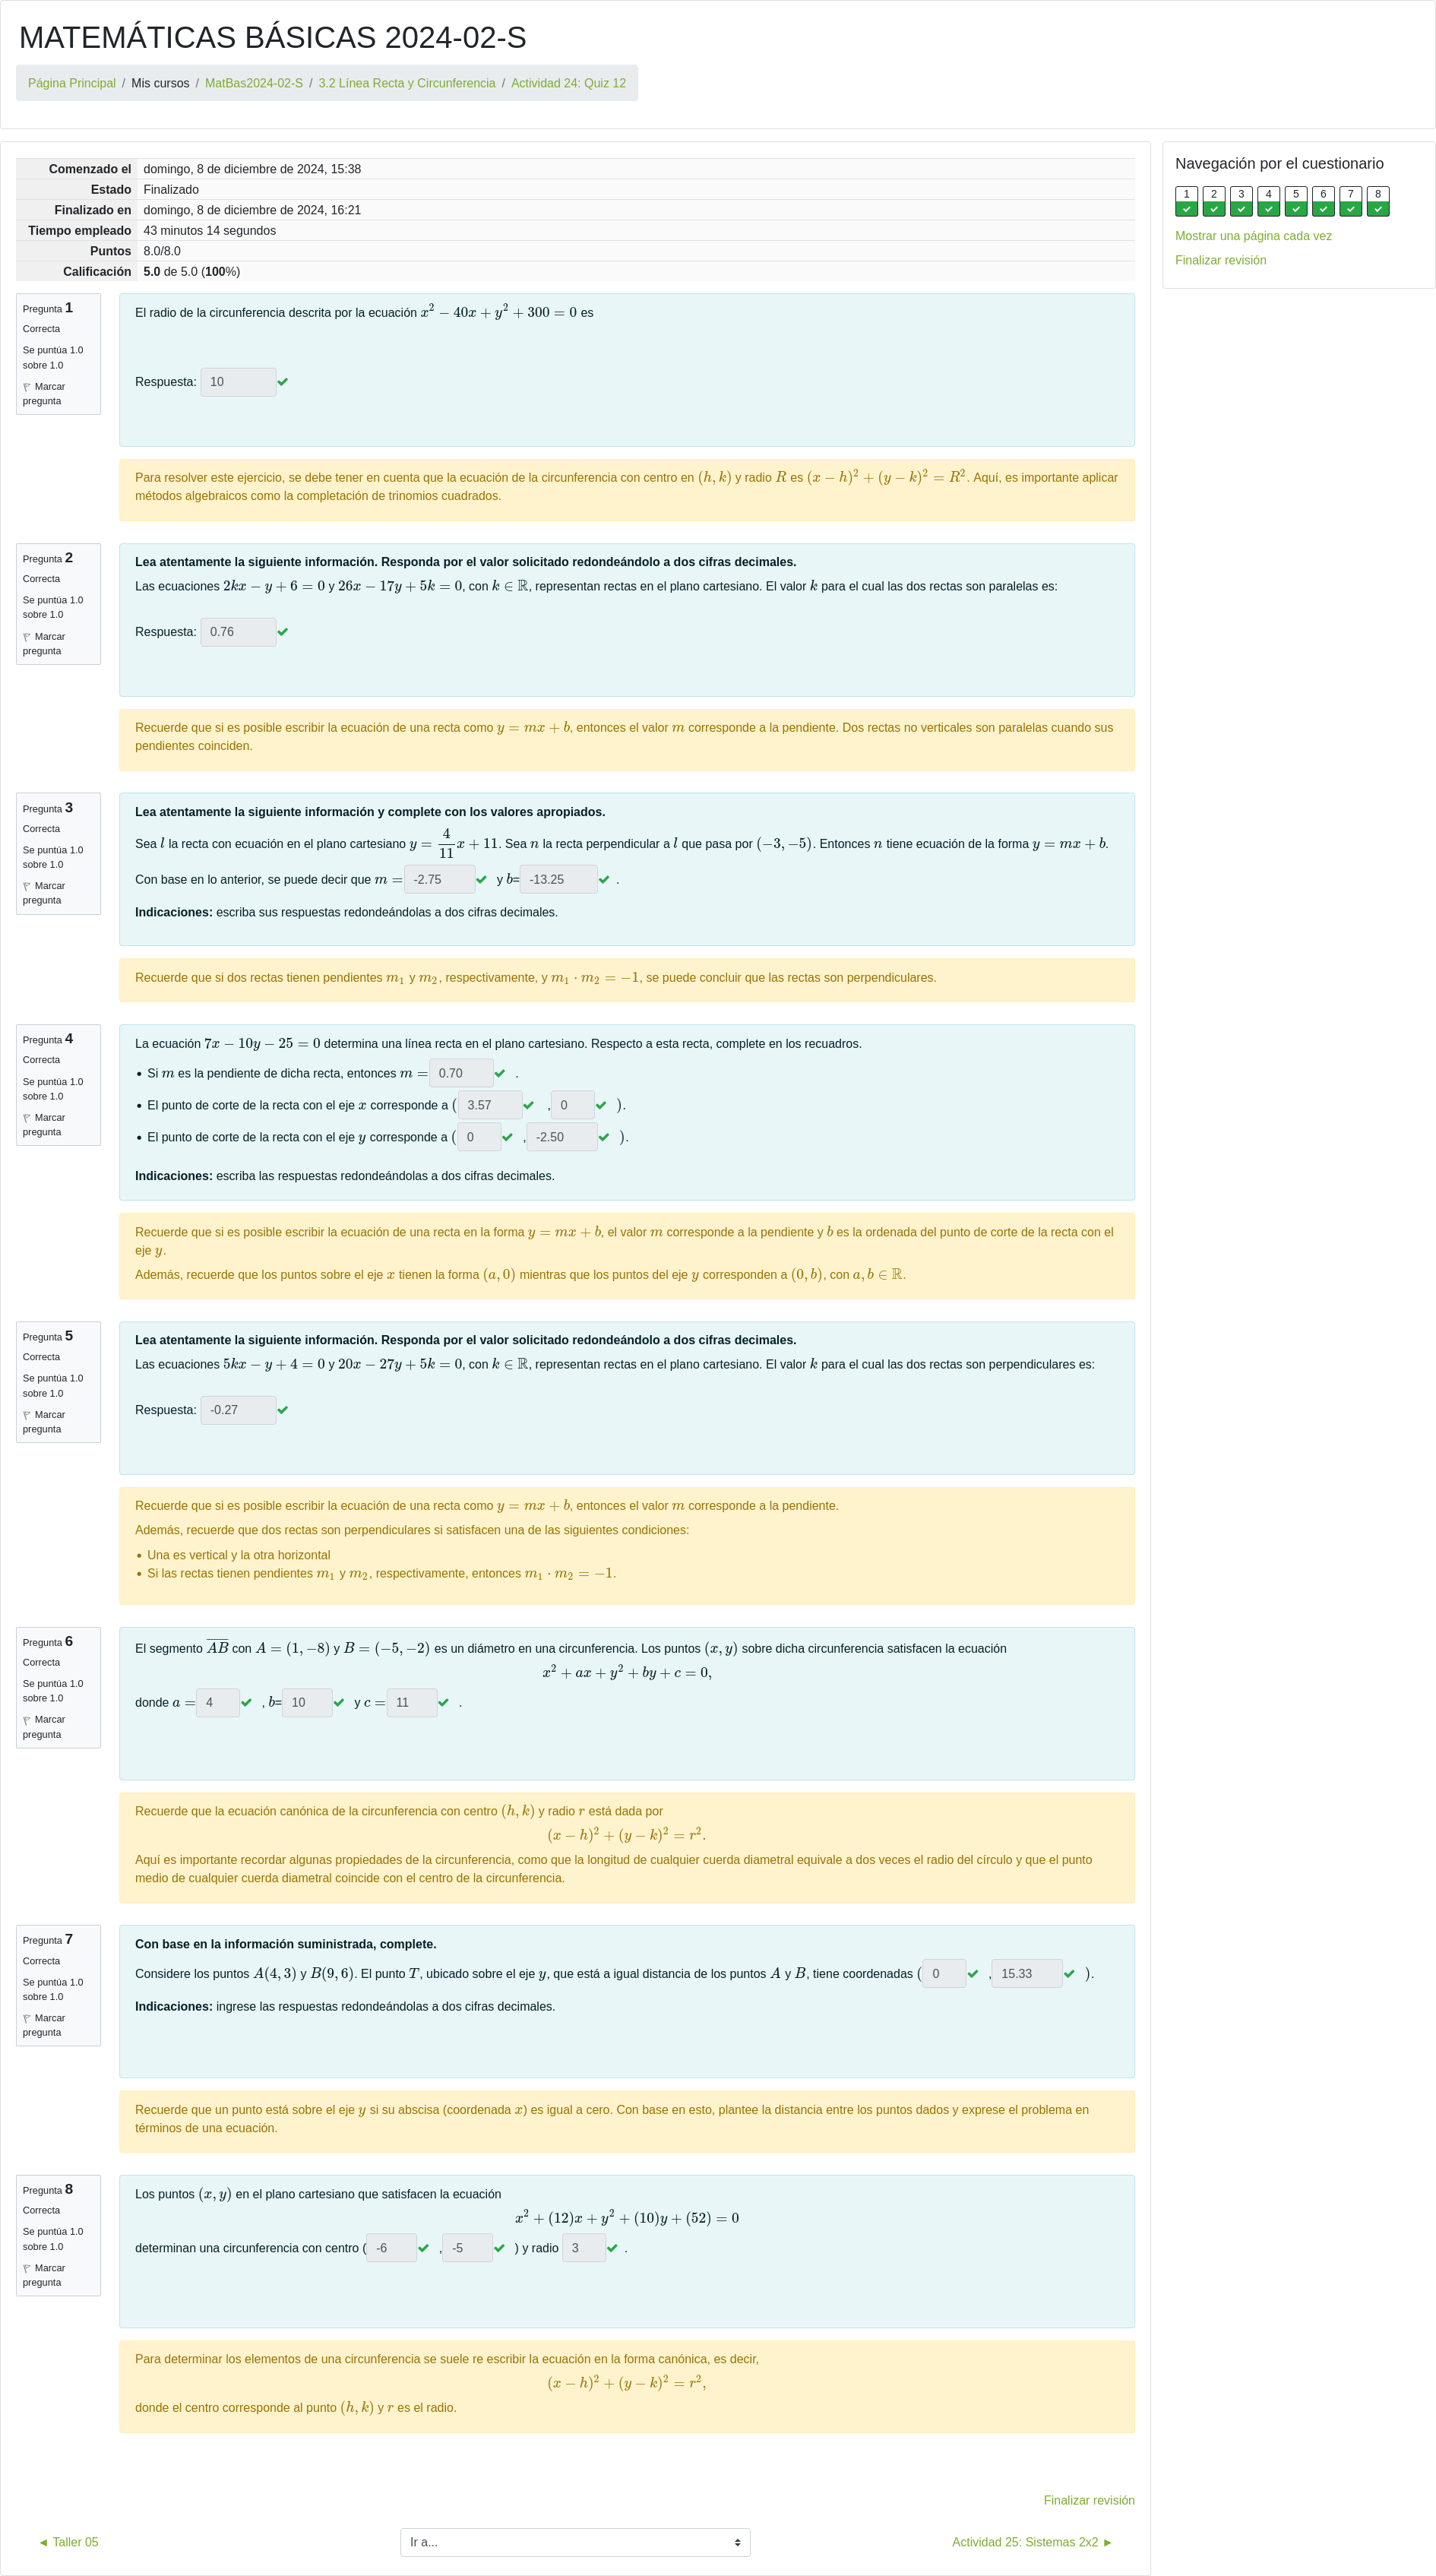 MATEMÁTICAS BÁSICAS 2024-02-S
Página Principal / Mis cursos / MatBas2024-02-S / 3.2 Línea Recta y Circunferencia / Actividad 24: Quiz 12
Comenzado el domingo, 8 de diciembre de 2024, 15:38
Estado Finalizado
Finalizado en domingo, 8 de diciembre de 2024, 16:21
Tiempo empleado 43 minutos 14 segundos
Puntos 8.0/8.0
Calificación 5.0 de 5.0 (100%)
Navegación por el cuestionario
1 2 3 4 5 6 7 8
Mostrar una página cada vez
Finalizar revisión
Pregunta 1
Correcta
Se puntúa 1.0
sobre 1.0
Marcar
pregunta
El radio de la circunferencia descrita por la ecuación x² − 40x + y² + 300 = 0 es
Respuesta: 10
Para resolver este ejercicio, se debe tener en cuenta que la ecuación de la circunferencia con centro en (h, k) y radio R es (x − h)² + (y − k)² = R². Aquí, es importante aplicar
métodos algebraicos como la completación de trinomios cuadrados.
Pregunta 2
Correcta
Se puntúa 1.0
sobre 1.0
Marcar
pregunta
Lea atentamente la siguiente información. Responda por el valor solicitado redondeándolo a dos cifras decimales.
Las ecuaciones 2kx − y + 6 = 0 y 26x − 17y + 5k = 0, con k ∈ ℝ, representan rectas en el plano cartesiano. El valor k para el cual las dos rectas son paralelas es:
Respuesta: 0.76
Recuerde que si es posible escribir la ecuación de una recta como y = mx + b, entonces el valor m corresponde a la pendiente. Dos rectas no verticales son paralelas cuando sus
pendientes coinciden.
Pregunta 3
Correcta
Se puntúa 1.0
sobre 1.0
Marcar
pregunta
Lea atentamente la siguiente información y complete con los valores apropiados.
Sea l la recta con ecuación en el plano cartesiano y = 4/11 x + 11. Sea n la recta perpendicular a l que pasa por (−3, −5). Entonces n tiene ecuación de la forma y = mx + b.
Con base en lo anterior, se puede decir que m = -2.75 y b= -13.25 .
Indicaciones: escriba sus respuestas redondeándolas a dos cifras decimales.
Recuerde que si dos rectas tienen pendientes m₁ y m₂, respectivamente, y m₁ · m₂ = −1, se puede concluir que las rectas son perpendiculares.
Pregunta 4
Correcta
Se puntúa 1.0
sobre 1.0
Marcar
pregunta
La ecuación 7x − 10y − 25 = 0 determina una línea recta en el plano cartesiano. Respecto a esta recta, complete en los recuadros.
• Si m es la pendiente de dicha recta, entonces m = 0.70 .
• El punto de corte de la recta con el eje x corresponde a ( 3.57 , 0 ).
• El punto de corte de la recta con el eje y corresponde a ( 0 , -2.50 ).
Indicaciones: escriba las respuestas redondeándolas a dos cifras decimales.
Recuerde que si es posible escribir la ecuación de una recta en la forma y = mx + b, el valor m corresponde a la pendiente y b es la ordenada del punto de corte de la recta con el
eje y.
Además, recuerde que los puntos sobre el eje x tienen la forma (a, 0) mientras que los puntos del eje y corresponden a (0, b), con a, b ∈ ℝ.
Pregunta 5
Correcta
Se puntúa 1.0
sobre 1.0
Marcar
pregunta
Lea atentamente la siguiente información. Responda por el valor solicitado redondeándolo a dos cifras decimales.
Las ecuaciones 5kx − y + 4 = 0 y 20x − 27y + 5k = 0, con k ∈ ℝ, representan rectas en el plano cartesiano. El valor k para el cual las dos rectas son perpendiculares es:
Respuesta: -0.27
Recuerde que si es posible escribir la ecuación de una recta como y = mx + b, entonces el valor m corresponde a la pendiente.
Además, recuerde que dos rectas son perpendiculares si satisfacen una de las siguientes condiciones:
• Una es vertical y la otra horizontal
• Si las rectas tienen pendientes m₁ y m₂, respectivamente, entonces m₁ · m₂ = −1.
Pregunta 6
Correcta
Se puntúa 1.0
sobre 1.0
Marcar
pregunta
El segmento A̅B̅ con A = (1, −8) y B = (−5, −2) es un diámetro en una circunferencia. Los puntos (x, y) sobre dicha circunferencia satisfacen la ecuación
x² + ax + y² + by + c = 0,
donde a = 4 , b= 10 y c = 11 .
Recuerde que la ecuación canónica de la circunferencia con centro (h, k) y radio r está dada por
(x − h)² + (y − k)² = r².
Aquí es importante recordar algunas propiedades de la circunferencia, como que la longitud de cualquier cuerda diametral equivale a dos veces el radio del círculo y que el punto
medio de cualquier cuerda diametral coincide con el centro de la circunferencia.
Pregunta 7
Correcta
Se puntúa 1.0
sobre 1.0
Marcar
pregunta
Con base en la información suministrada, complete.
Considere los puntos A(4, 3) y B(9, 6). El punto T, ubicado sobre el eje y, que está a igual distancia de los puntos A y B, tiene coordenadas ( 0 , 15.33 ).
Indicaciones: ingrese las respuestas redondeándolas a dos cifras decimales.
Recuerde que un punto está sobre el eje y si su abscisa (coordenada x) es igual a cero. Con base en esto, plantee la distancia entre los puntos dados y exprese el problema en
términos de una ecuación.
Pregunta 8
Correcta
Se puntúa 1.0
sobre 1.0
Marcar
pregunta
Los puntos (x, y) en el plano cartesiano que satisfacen la ecuación
x² + (12)x + y² + (10)y + (52) = 0
determinan una circunferencia con centro ( -6 , -5 ) y radio 3 .
Para determinar los elementos de una circunferencia se suele re escribir la ecuación en la forma canónica, es decir,
(x − h)² + (y − k)² = r²,
donde el centro corresponde al punto (h, k) y r es el radio.
Finalizar revisión
◄ Taller 05
Ir a...
Actividad 25: Sistemas 2x2 ►